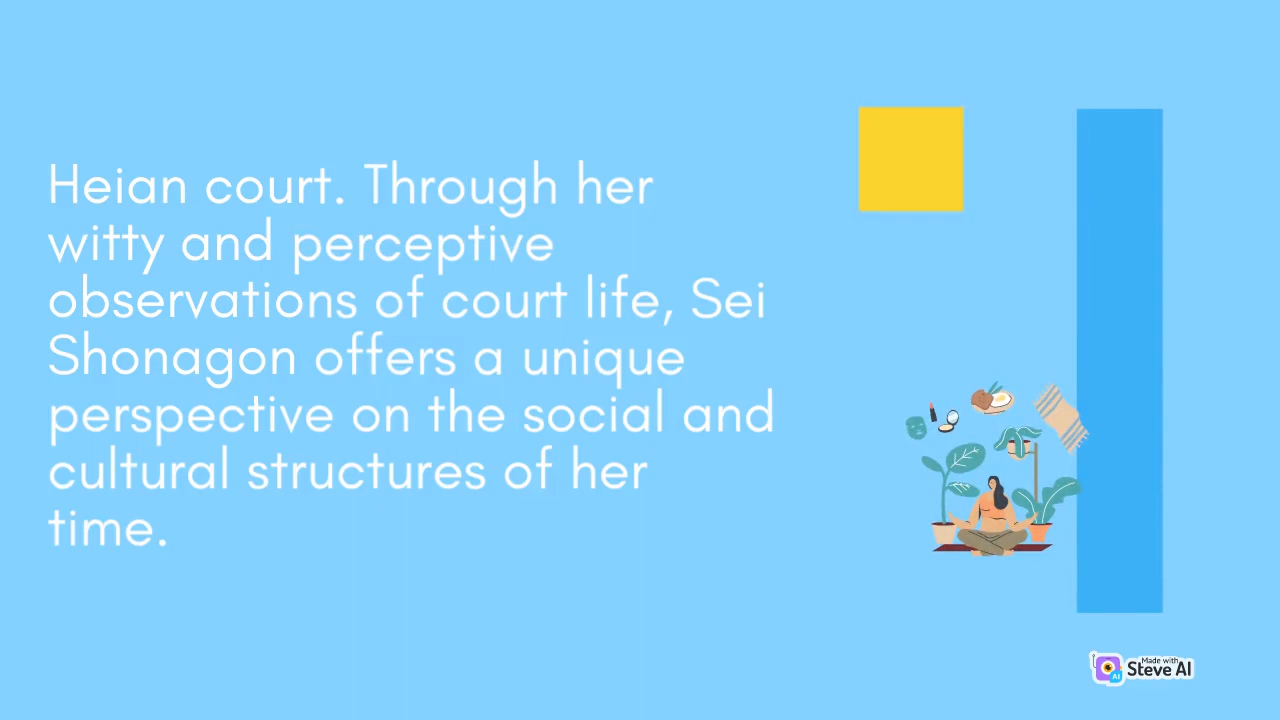 Heian court. Through her
witty and perceptive
observations of court life, Sei
Shonagon offers a unique
perspective on the social and
cultural structures of her
time.
Made with
Steve AI
AI